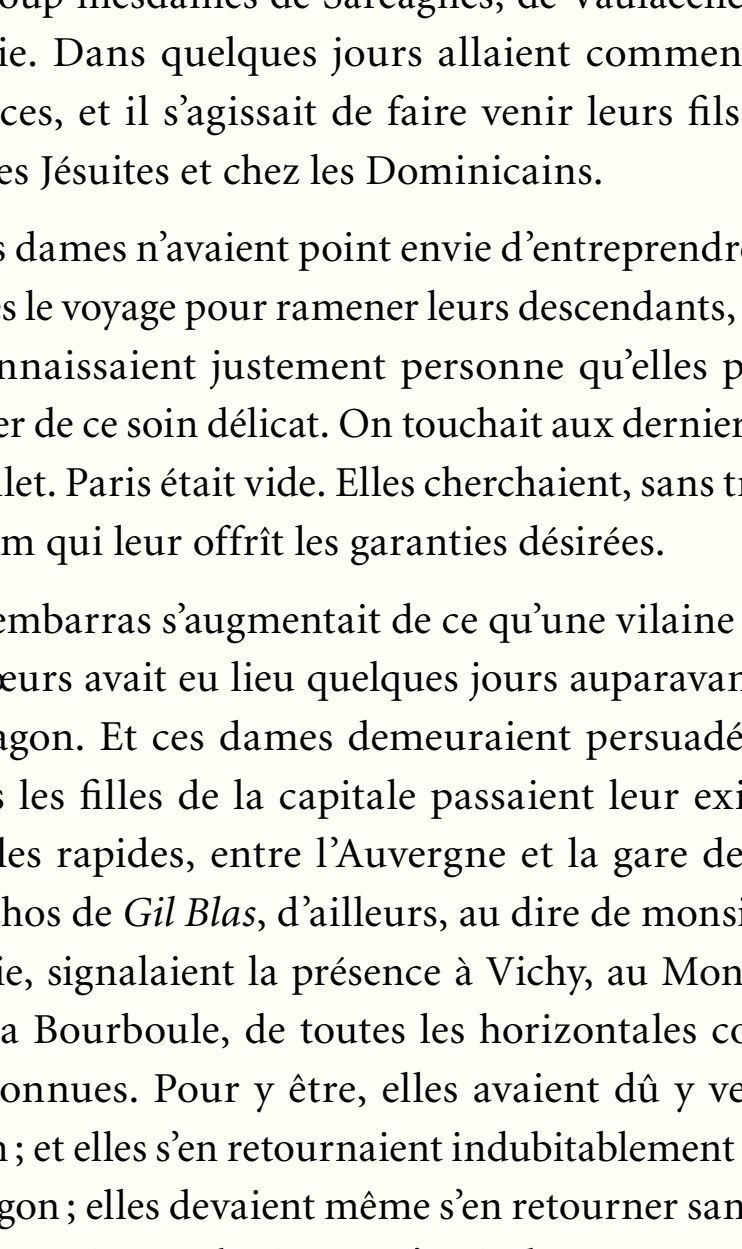 oup mesdames de Sarcagnes, de Vaulacelle
ie. Dans quelques jours allaient commen
ces, et il s’agissait de faire venir leurs fils
es Jésuites et chez les Dominicains.
s dames n’avaient point envie d’entreprendre
es le voyage pour ramener leurs descendants,
nnaissaient justement personne qu’elles p
er de ce soin délicat. On touchait aux dernier
llet. Paris était vide. Elles cherchaient, sans tr
m qui leur offrît les garanties désirées.
embarras s’augmentait de ce qu’une vilaine
œurs avait eu lieu quelques jours auparavan
agon. Et ces dames demeuraient persuadé
s les filles de la capitale passaient leur exi
les rapides, entre l’Auvergne et la gare de
hos de Gil Blas, d’ailleurs, au dire de monsi
ie, signalaient la présence à Vichy, au Mon
a Bourboule, de toutes les horizontales co
onnues. Pour y être, elles avaient dû y ve
n ; et elles s’en retournaient indubitablement
gon ; elles devaient même s’en retourner san